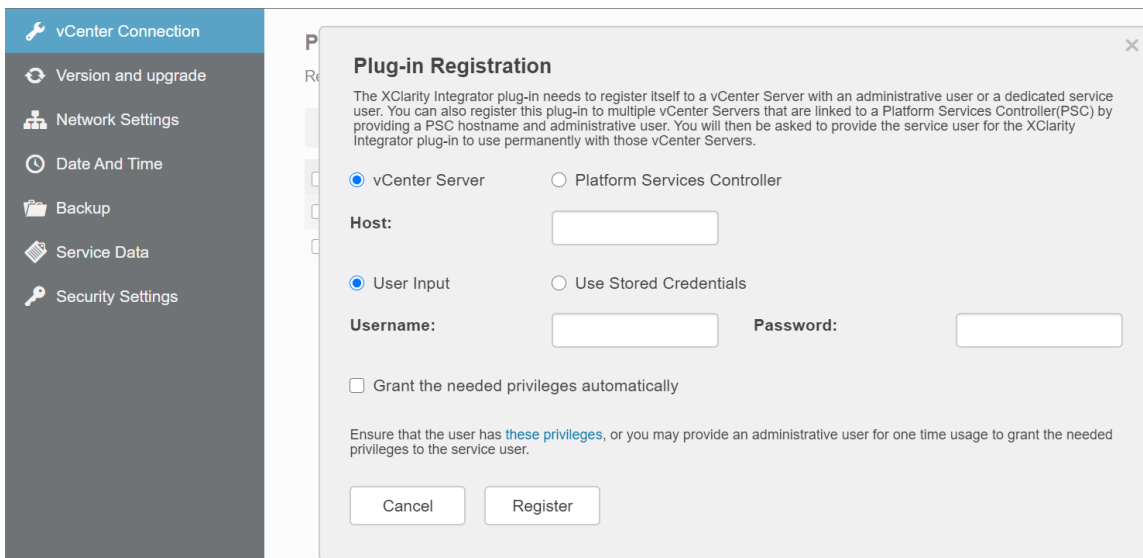 vCenter Connection
Version and upgrade
Network Settings
Date And Time
Backup
Service Data
Security Settings
P
Re
Plug-in Registration
The XClarity Integrator plug-in needs to register itself to a vCenter Server with an administrative user or a dedicated service
user. You can also register this plug-in to multiple vCenter Servers that are linked to a Platform Services Controller(PSC) by
providing a PSC hostname and administrative user. You will then be asked to provide the service user for the XClarity
Integrator plug-in to use permanently with those vCenter Servers.
vCenter Server Platform Services Controller
Host:
User Input Use Stored Credentials
Username: Password:
Grant the needed privileges automatically
Ensure that the user has these privileges, or you may provide an administrative user for one time usage to grant the needed
privileges to the service user.
Cancel Register